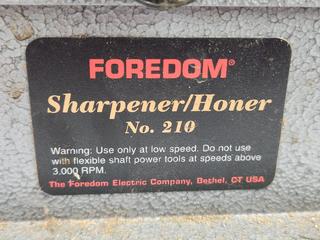 FOREDOM®
Sharpener/Honer
No. 210
Warning: Use only at low speed. Do not use
with flexible shaft power tools at speeds above
3,000 RPM.
The Foredom Electric Company, Bethel, CT USA